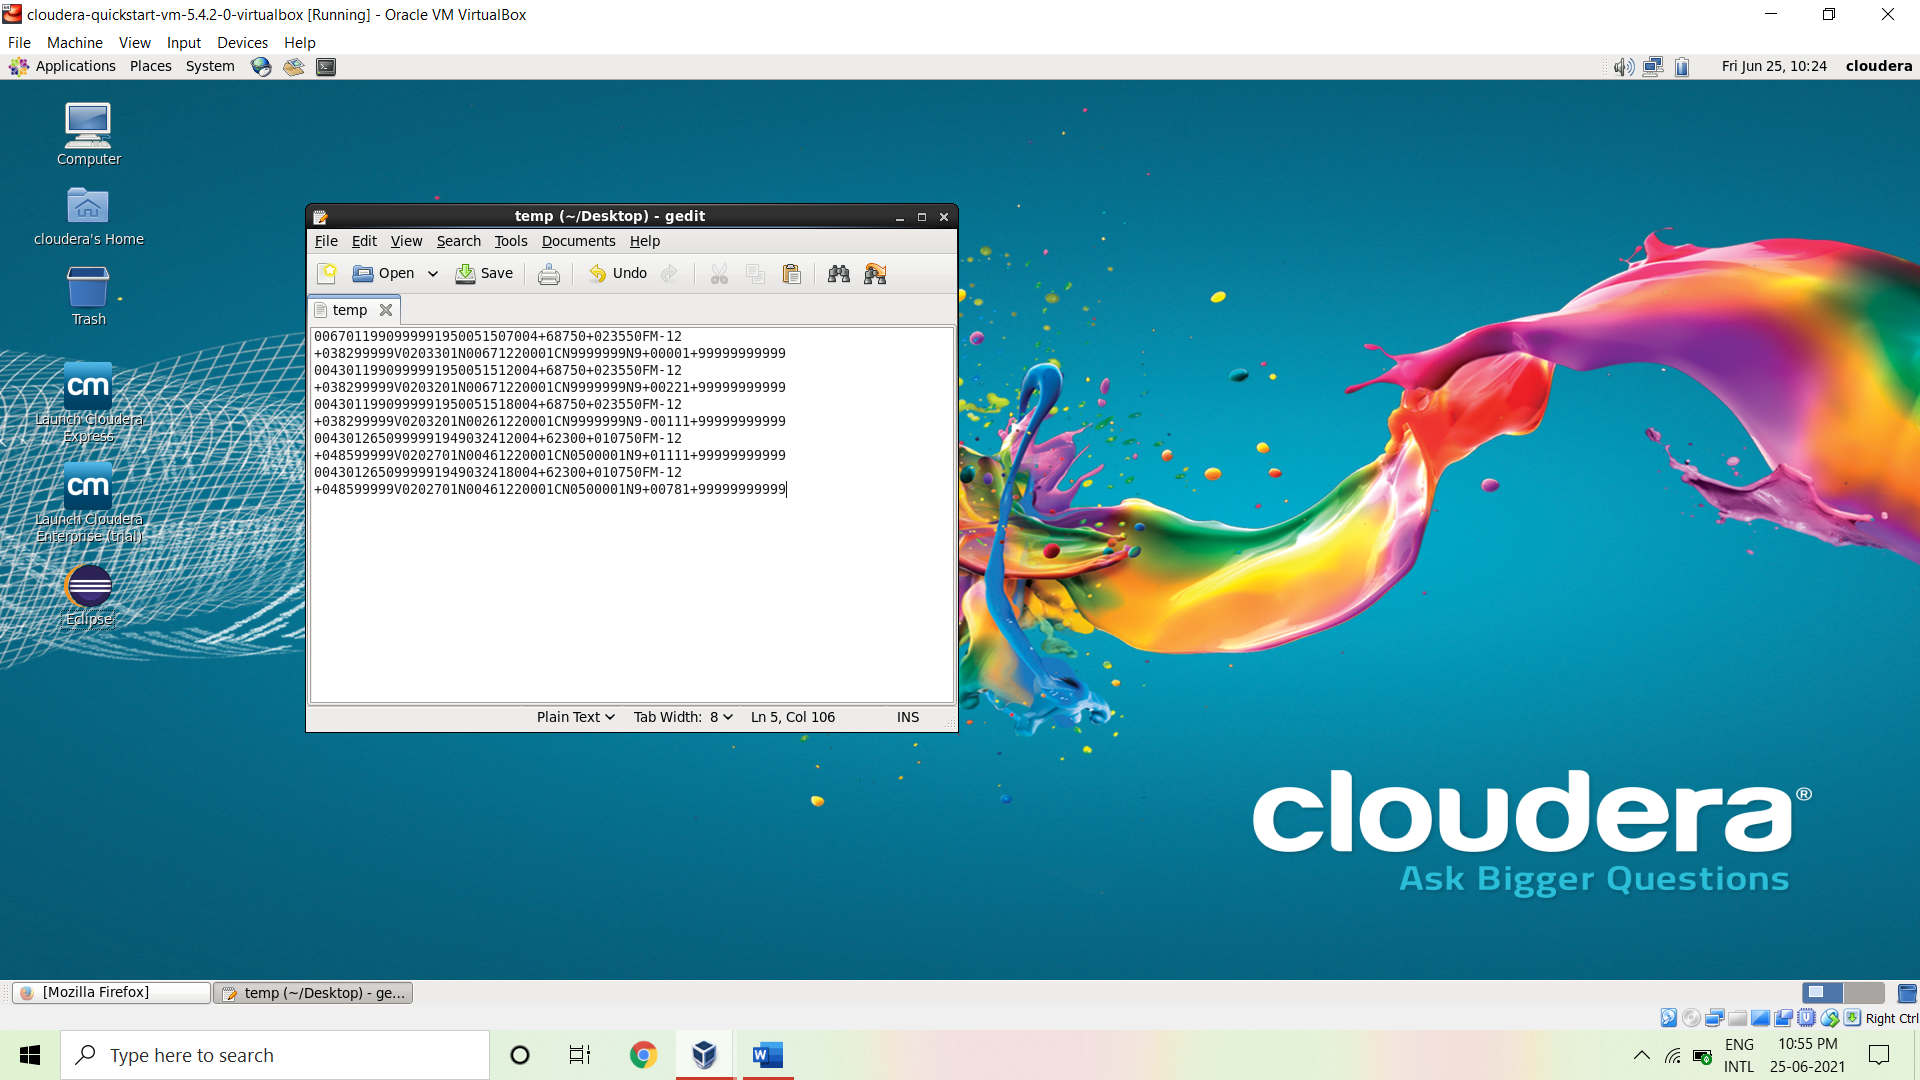 cloudera-quickstart-vm-5.4.2-0-virtualbox [Running] - Oracle VM VirtualBox
File Machine View Input Devices Help
Applications Places System
Fri Jun 25, 10:24 cloudera
Computer
cloudera's Home
Trash
Launch Cloudera
Express
Launch Cloudera
Enterprise (trial)
Eclipse
cm
cm
temp (~/Desktop) - gedit
File Edit View Search Tools Documents Help
Open Save Undo
temp
0067011990999991950051507004+68750+023550FM-12
+038299999V0203301N00671220001CN9999999N9+00001+99999999999
0043011990999991950051512004+68750+023550FM-12
+038299999V0203201N00671220001CN9999999N9+00221+99999999999
0043011990999991950051518004+68750+023550FM-12
+038299999V0203201N00261220001CN9999999N9-00111+99999999999
0043012650999991949032412004+62300+010750FM-12
+048599999V0202701N00461220001CN0500001N9+01111+99999999999
0043012650999991949032418004+62300+010750FM-12
+048599999V0202701N00461220001CN0500001N9+00781+99999999999
Plain Text Tab Width: 8 Ln 5, Col 106 INS
cloudera®
Ask Bigger Questions
[Mozilla Firefox] temp (~/Desktop) - ge...
Right Ctrl
Type here to search
W
ENG
INTL
10:55 PM
25-06-2021